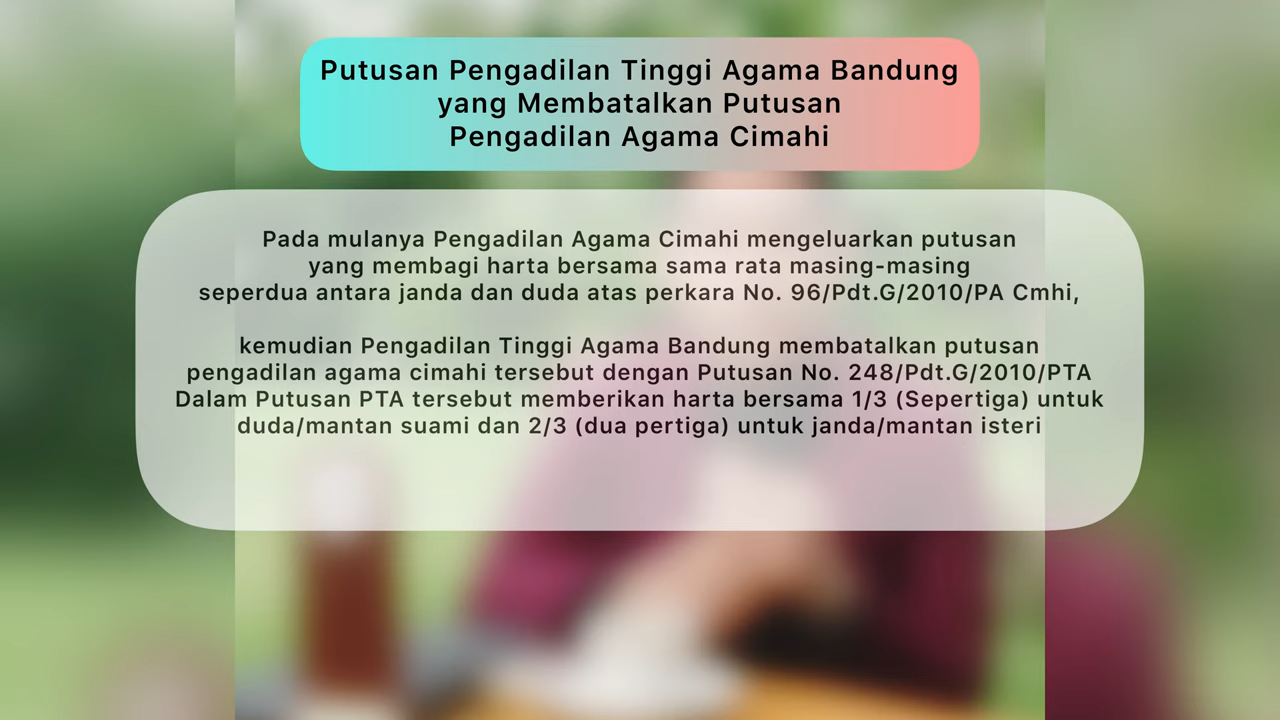 Putusan Pengadilan Tinggi Agama Bandung
yang Membatalkan Putusan
Pengadilan Agama Cimahi
Pada mulanya Pengadilan Agama Cimahi mengeluarkan putusan
yang membagi harta bersama sama rata masing-masing
seperdua antara janda dan duda atas perkara No. 96/Pdt.G/2010/PA Cmhi,
kemudian Pengadilan Tinggi Agama Bandung membatalkan putusan
pengadilan agama cimahi tersebut dengan Putusan No. 248/Pdt.G/2010/PTA
Dalam Putusan PTA tersebut memberikan harta bersama 1/3 (Sepertiga) untuk
duda/mantan suami dan 2/3 (dua pertiga) untuk janda/mantan isteri